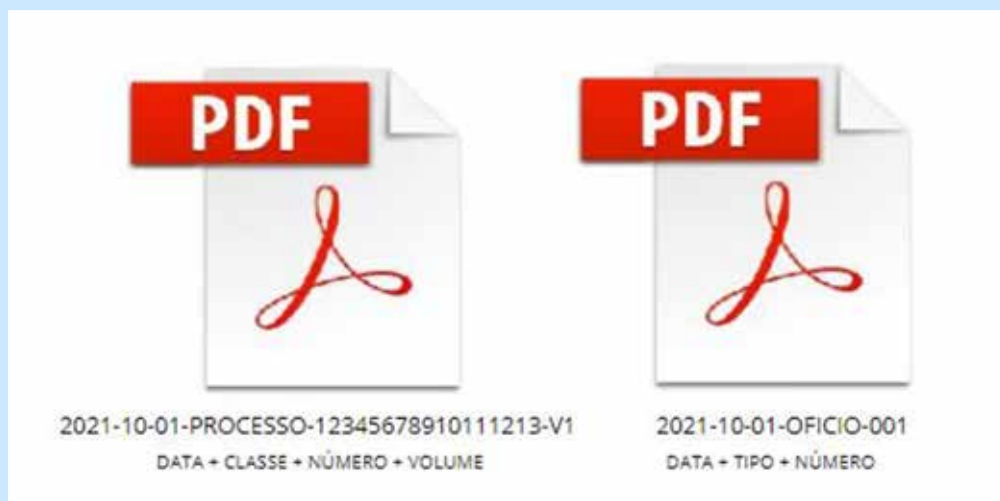 PDF
PDF
2021-10-01-PROCESSO-12345678910111213-V1
DATA + CLASSE + NÚMERO + VOLUME
2021-10-01-OFICIO-001
DATA + TIPO + NÚMERO